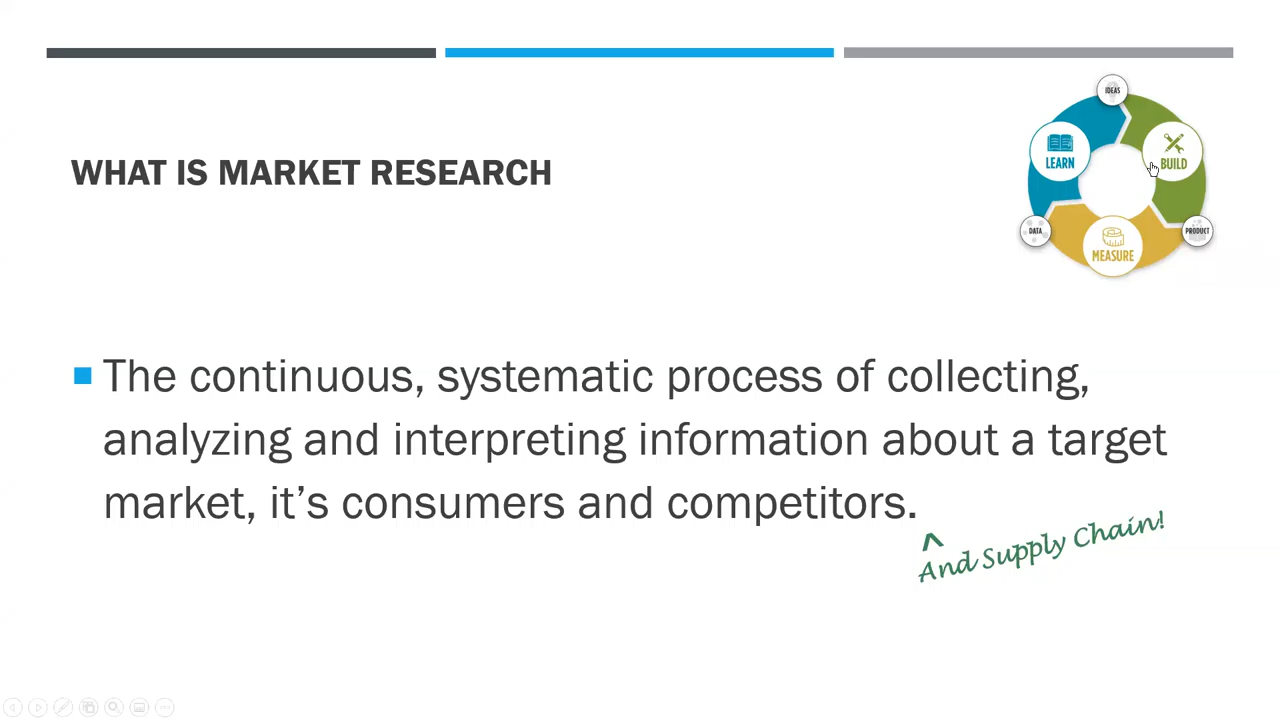 WHAT IS MARKET RESEARCH
IDEAS
LEARN
BUILD
DATA
PRODUCT
MEASURE
The continuous, systematic process of collecting,
analyzing and interpreting information about a target
market, it’s consumers and competitors.
^
And Supply Chain!